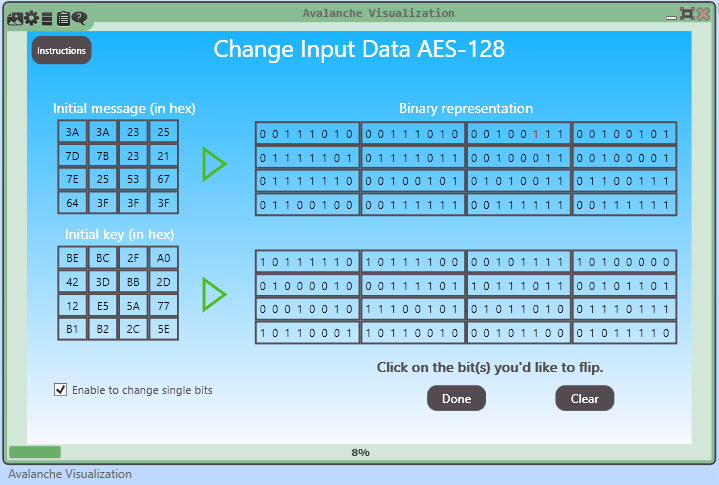 Avalanche Visualization
Instructions
Change Input Data AES-128
Initial message (in hex)
3A 3A 23 25
7D 7B 23 21
7E 25 53 67
64 3F 3F 3F
Binary representation
0 0 1 1 1 0 1 0 0 0 1 1 1 0 1 0 0 0 1 0 0 1 1 1 0 0 1 0 0 1 0 1
0 1 1 1 1 1 0 1 0 1 1 1 1 0 1 1 0 0 1 0 0 0 1 1 0 0 1 0 0 0 0 1
0 1 1 1 1 1 1 0 0 0 1 0 0 1 0 1 0 1 0 1 0 0 1 1 0 1 1 0 0 1 1 1
0 1 1 0 0 1 0 0 0 0 1 1 1 1 1 1 0 0 1 1 1 1 1 1 0 0 1 1 1 1 1 1
Initial key (in hex)
BE BC 2F A0
42 3D BB 2D
12 E5 5A 77
B1 B2 2C 5E
1 0 1 1 1 1 1 0 1 0 1 1 1 1 0 0 0 0 1 0 1 1 1 1 1 0 1 0 0 0 0 0
0 1 0 0 0 0 1 0 0 0 1 1 1 1 0 1 1 0 1 1 1 0 1 1 0 0 1 0 1 1 0 1
0 0 0 1 0 0 1 0 1 1 1 0 0 1 0 1 0 1 0 1 1 0 1 0 0 1 1 1 0 1 1 1
1 0 1 1 0 0 0 1 1 0 1 1 0 0 1 0 0 0 1 0 1 1 0 0 0 1 0 1 1 1 1 0
Click on the bit(s) you'd like to flip.
Enable to change single bits
Done
Clear
8%
Avalanche Visualization